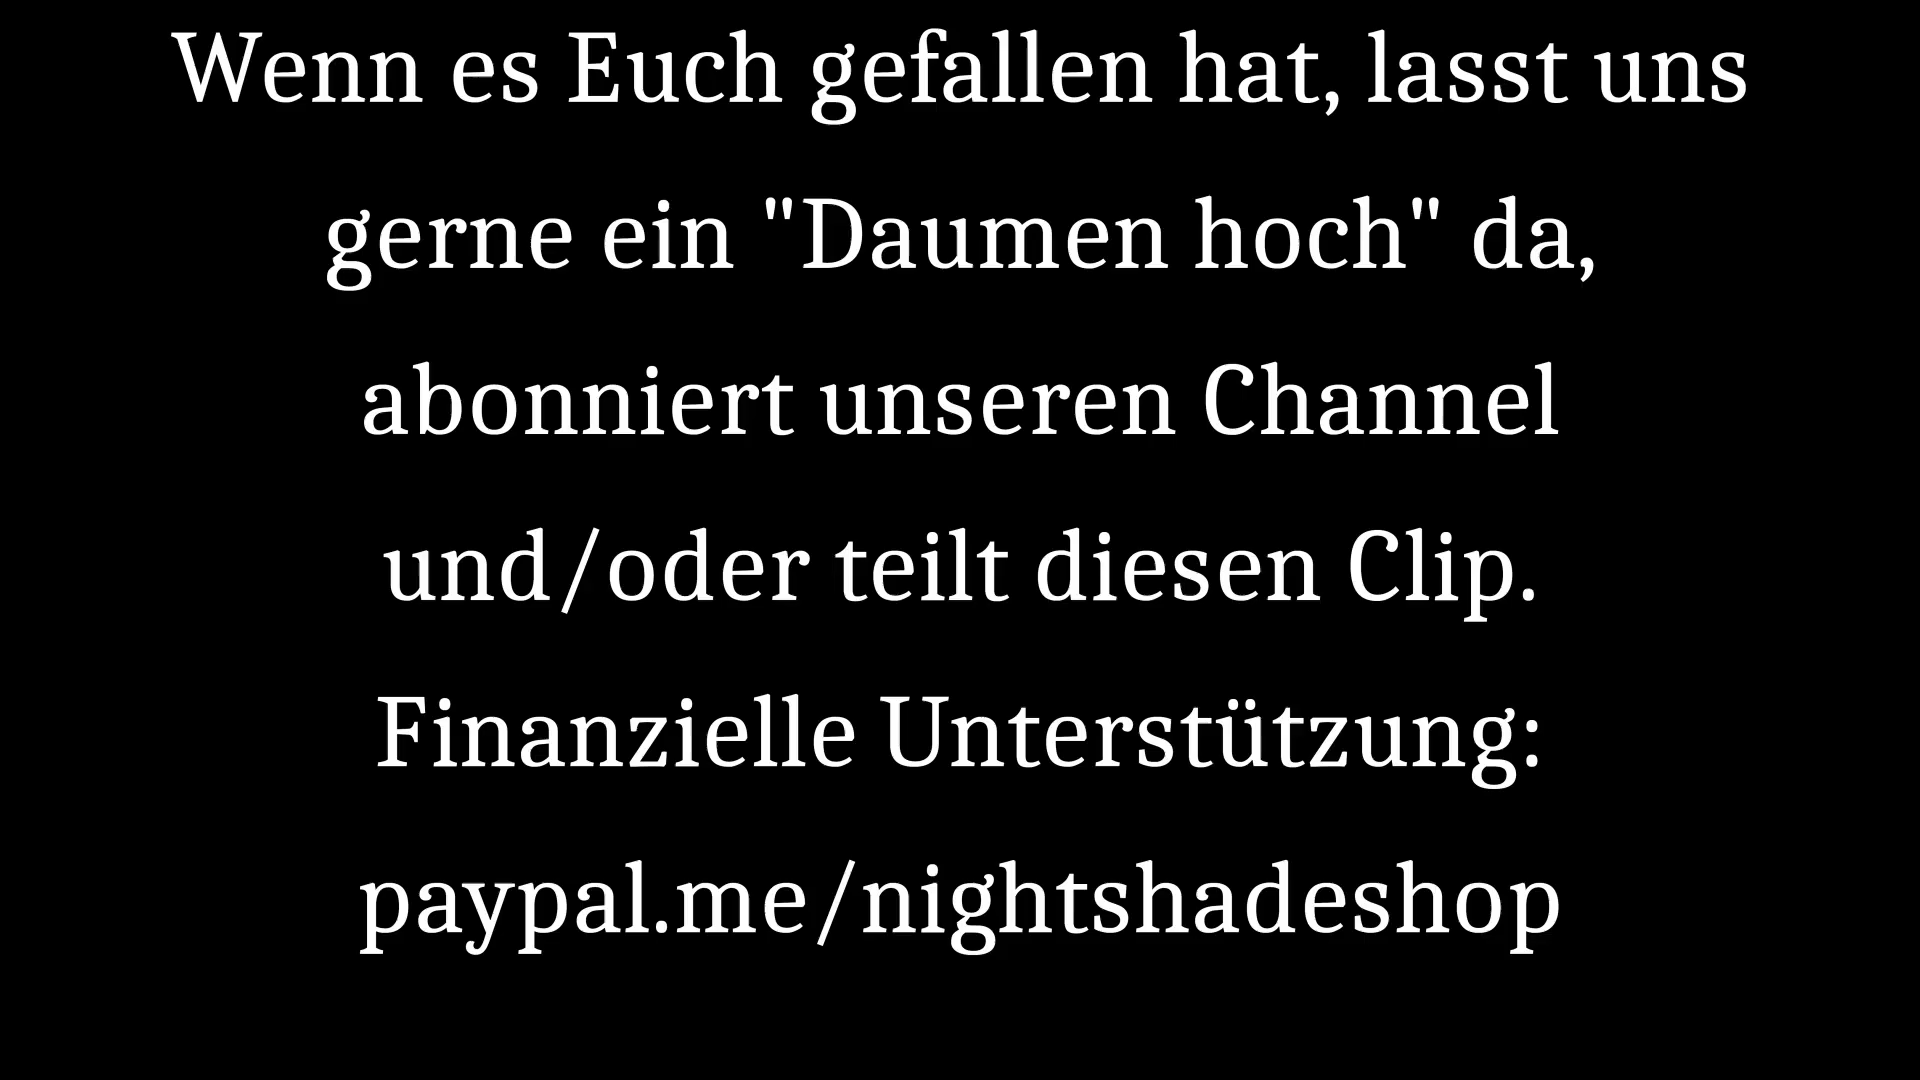 Wenn es Euch gefallen hat, lasst uns
gerne ein "Daumen hoch" da,
abonniert unseren Channel
und/oder teilt diesen Clip.
Finanzielle Unterstützung:
paypal.me/nightshadeshop